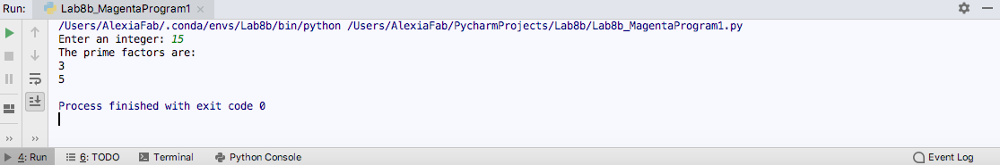 Run: Lab8b_MagentaProgram1 ×
/Users/AlexiaFab/.conda/envs/Lab8b/bin/python /Users/AlexiaFab/PycharmProjects/Lab8b/Lab8b_MagentaProgram1.py
Enter an integer: 15
The prime factors are:
3
5
Process finished with exit code 0
>> >>
4: Run 6: TODO Terminal Python Console Event Log